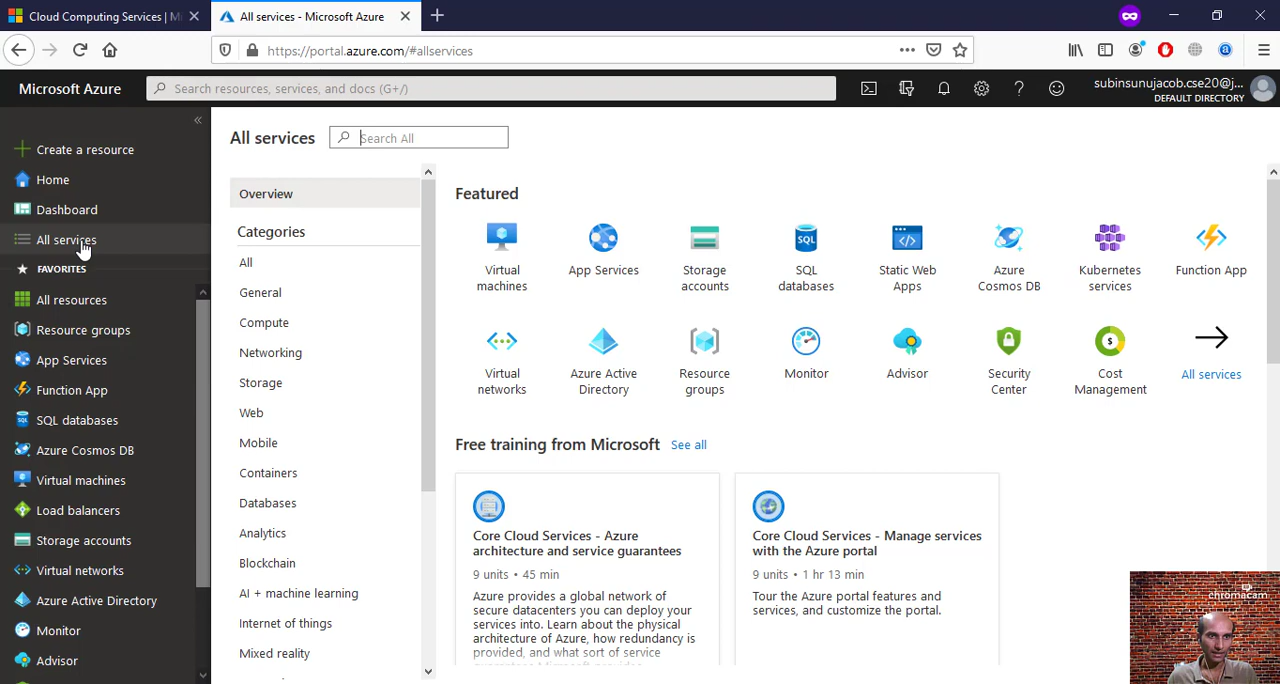 Cloud Computing Services | M
All services - Microsoft Azure
https://portal.azure.com/#allservices
Microsoft Azure
Search resources, services, and docs (G+/)
subinsunujacob.cse20@j...
DEFAULT DIRECTORY
Create a resource
Home
Dashboard
All services
FAVORITES
All resources
Resource groups
App Services
Function App
SQL databases
Azure Cosmos DB
Virtual machines
Load balancers
Storage accounts
Virtual networks
Azure Active Directory
Monitor
Advisor
All services
Search All
Overview
Categories
All
General
Compute
Networking
Storage
Web
Mobile
Containers
Databases
Analytics
Blockchain
AI + machine learning
Internet of things
Mixed reality
Featured
Virtual
machines
App Services
Storage
accounts
SQL
SQL
databases
Static Web
Apps
Azure
Cosmos DB
Kubernetes
services
Function App
Virtual
networks
Azure Active
Directory
Resource
groups
Monitor
Advisor
Security
Center
Cost
Management
All services
Free training from Microsoft
See all
Core Cloud Services - Azure
architecture and service guarantees
9 units • 45 min
Azure provides a global network of
secure datacenters you can deploy your
services into. Learn about the physical
architecture of Azure, how redundancy is
provided, and what sort of service
Core Cloud Services - Manage services
with the Azure portal
9 units • 1 hr 13 min
Tour the Azure portal features and
services, and customize the portal.
chromacam